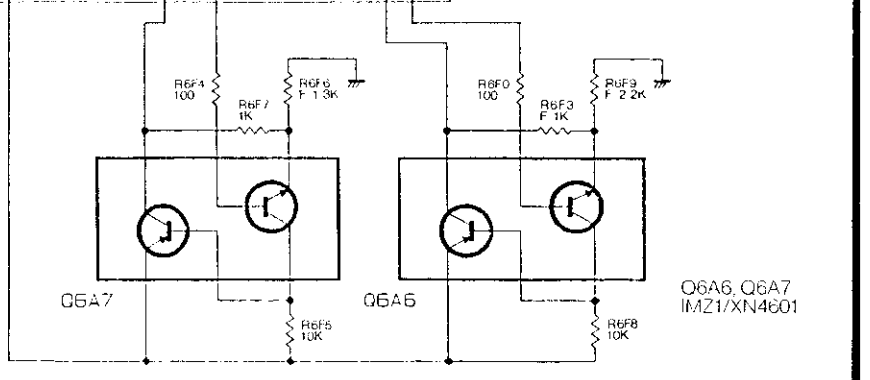 R6F4
100
R6F7
1K
R6F6
F 1.3K
R6F0
100
R6F3
F 1K
R6F9
F 2.2K
Q6A7
Q6A6
Q6A6, Q6A7
IMZ1/XN4601
R6F5
10K
R6F8
10K